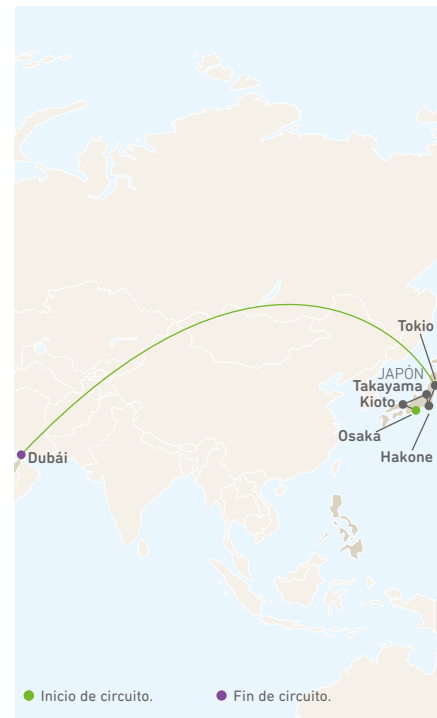 Tokio
JAPÓN
Takayama
Kioto
Osaka
Hakone
Dubái
Inicio de circuito.
Fin de circuito.